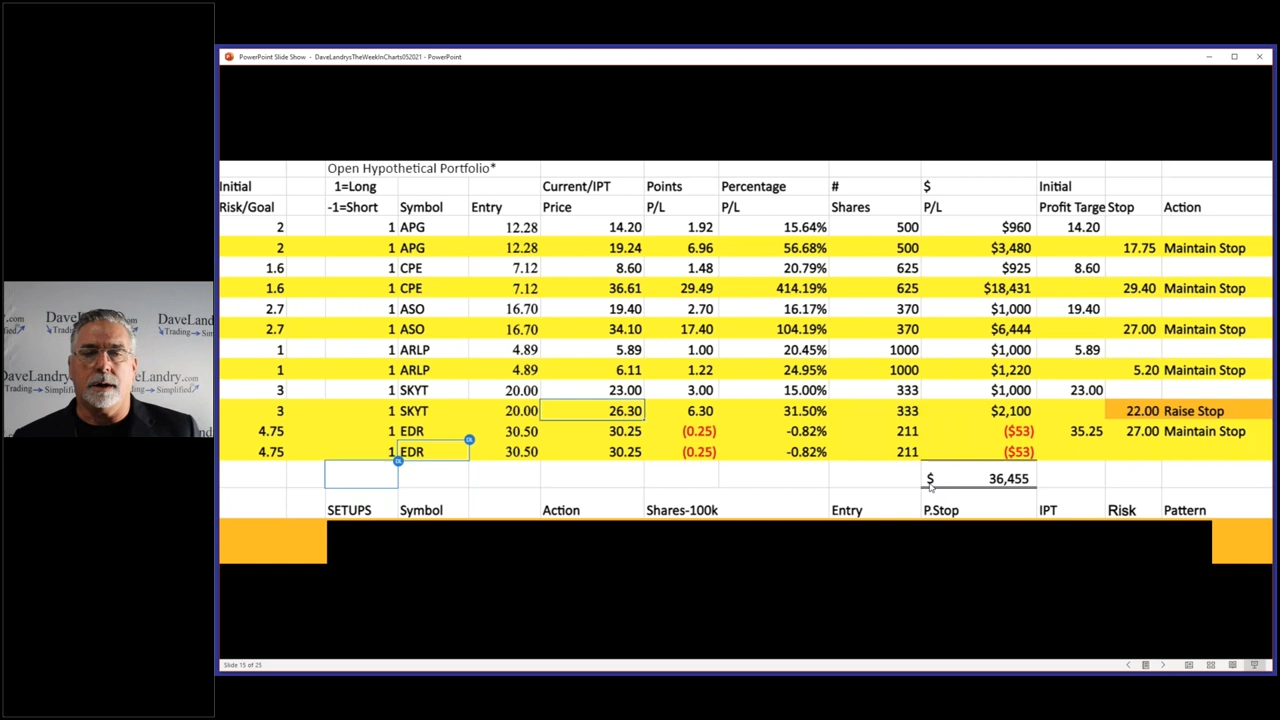 PowerPoint Slide Show - DaveLandrysTheWeekInCharts052021 - PowerPoint
Open Hypothetical Portfolio*
Initial 1=Long Current/IPT Points Percentage # $ Initial
Risk/Goal -1=Short Symbol Entry Price P/L P/L Shares P/L Profit Targe Stop Action
2 1 APG 12.28 14.20 1.92 15.64% 500 $960 14.20
2 1 APG 12.28 19.24 6.96 56.68% 500 $3,480 17.75 Maintain Stop
1.6 1 CPE 7.12 8.60 1.48 20.79% 625 $925 8.60
1.6 1 CPE 7.12 36.61 29.49 414.19% 625 $18,431 29.40 Maintain Stop
2.7 1 ASO 16.70 19.40 2.70 16.17% 370 $1,000 19.40
2.7 1 ASO 16.70 34.10 17.40 104.19% 370 $6,444 27.00 Maintain Stop
1 1 ARLP 4.89 5.89 1.00 20.45% 1000 $1,000 5.89
1 1 ARLP 4.89 6.11 1.22 24.95% 1000 $1,220 5.20 Maintain Stop
3 1 SKYT 20.00 23.00 3.00 15.00% 333 $1,000 23.00
3 1 SKYT 20.00 26.30 6.30 31.50% 333 $2,100 22.00 Raise Stop
4.75 1 EDR 30.50 30.25 (0.25) -0.82% 211 ($53) 35.25 27.00 Maintain Stop
4.75 1 EDR 30.50 30.25 (0.25) -0.82% 211 ($53)
$ 36,455
SETUPS Symbol Action Shares-100k Entry P.Stop IPT Risk Pattern
Slide 15 of 25